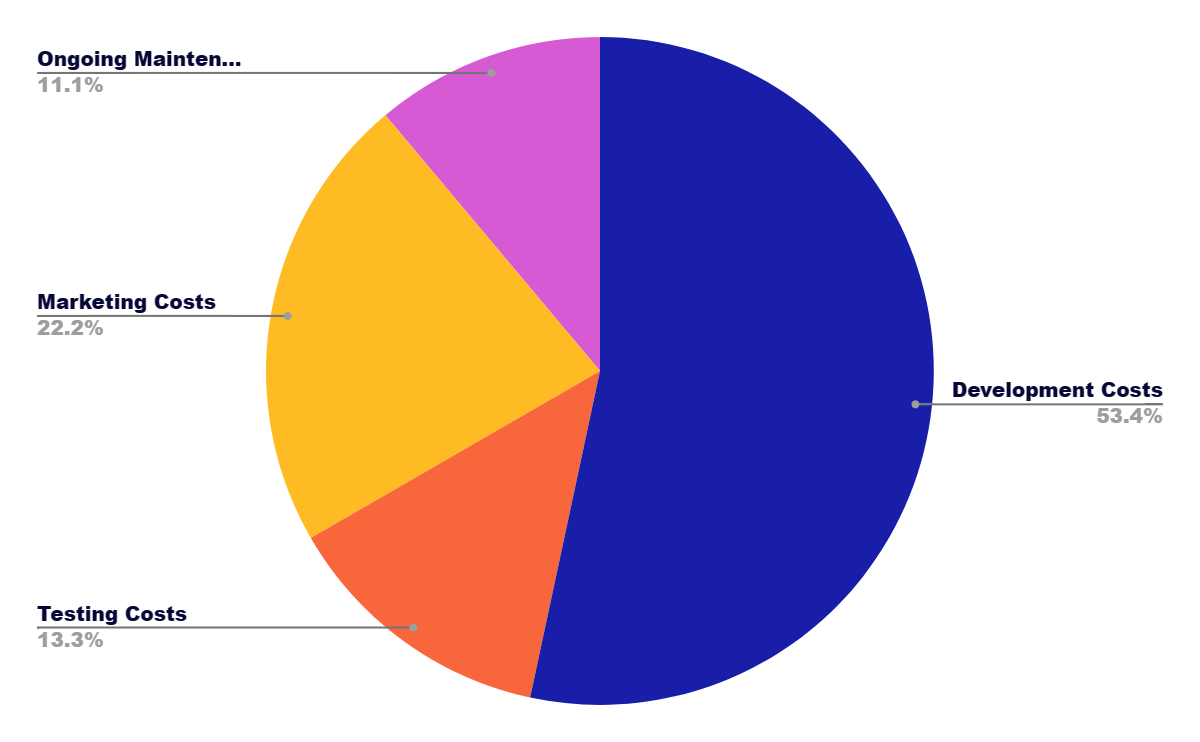 Ongoing Mainten...
11.1%
Marketing Costs
22.2%
Development Costs
53.4%
Testing Costs
13.3%